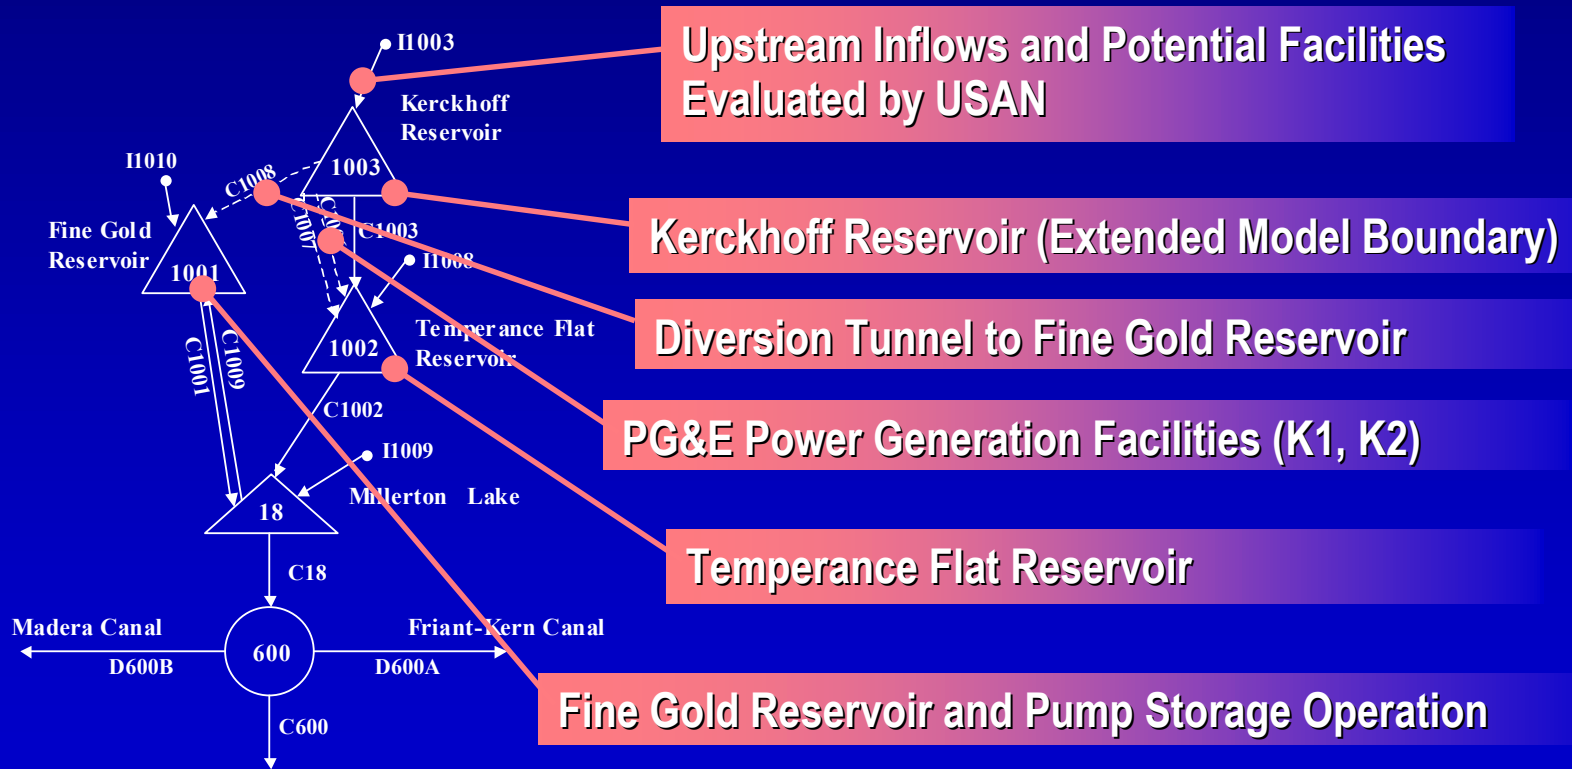 I1003
Upstream Inflows and Potential Facilities
Evaluated by USAN
Kerckhoff
Reservoir
I1010
C1008
1003
Kerckhoff Reservoir (Extended Model Boundary)
Fine Gold
Reservoir
1001
C1007
C1003
I1008
Diversion Tunnel to Fine Gold Reservoir
Temperance Flat
Reservoir
1002
C1001
C1009
C1002
PG&E Power Generation Facilities (K1, K2)
I1009
Millerton Lake
18
Temperance Flat Reservoir
C18
Madera Canal
Friant-Kern Canal
600
D600B
D600A
Fine Gold Reservoir and Pump Storage Operation
C600